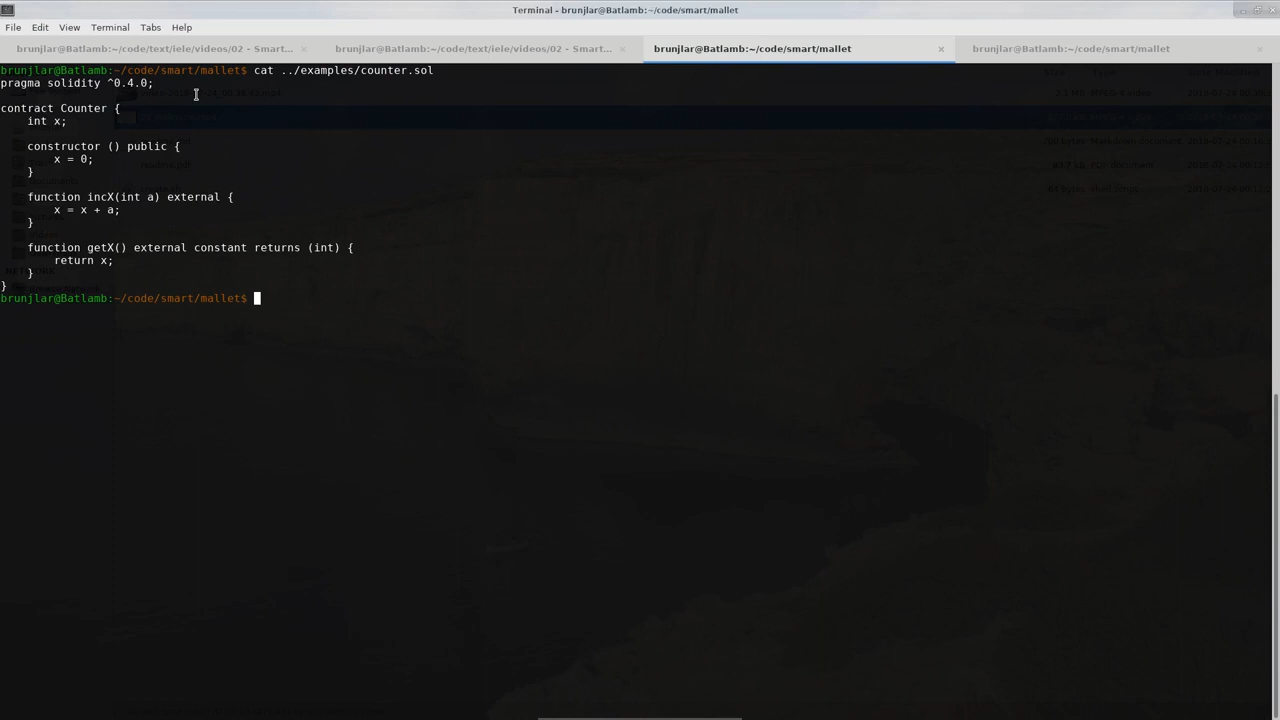 Terminal - brunjlar@Batlamb:~/code/smart/mallet
File Edit View Terminal Tabs Help
brunjlar@Batlamb:~/code/text/iele/videos/02 - Smart... brunjlar@Batlamb:~/code/text/iele/videos/02 - Smart... brunjlar@Batlamb:~/code/smart/mallet brunjlar@Batlamb:~/code/smart/mallet
brunjlar@Batlamb:~/code/smart/mallet$ cat ../examples/counter.sol
pragma solidity ^0.4.0;
contract Counter {
    int x;
    constructor () public {
        x = 0;
    }
    function incX(int a) external {
        x = x + a;
    }
    function getX() external constant returns (int) {
        return x;
    }
}
brunjlar@Batlamb:~/code/smart/mallet$